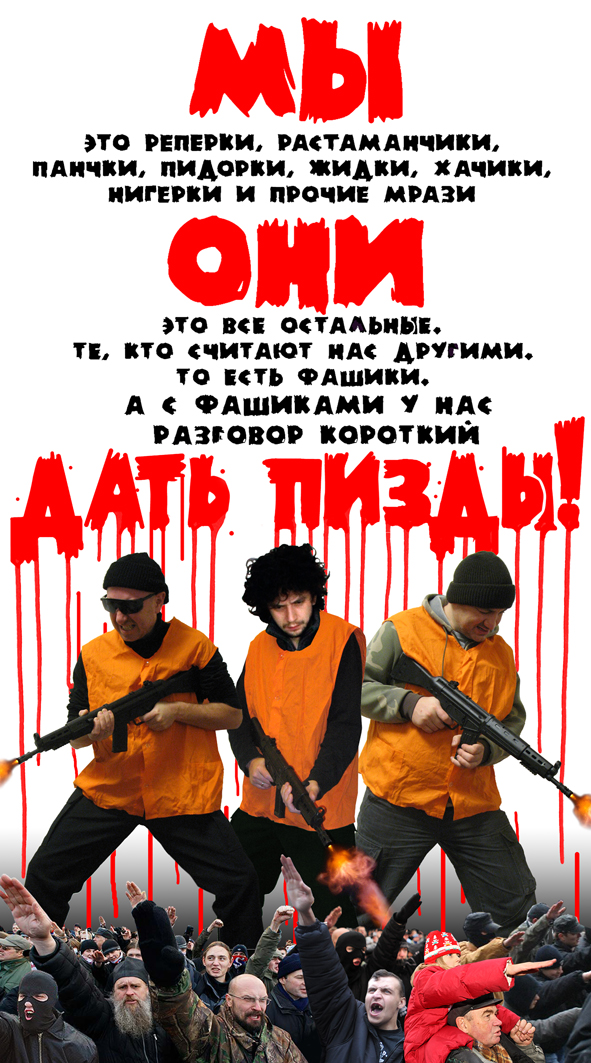 МЫ
ЭТО РЕПЕРКИ, РАСТАМАНЧИКИ,
ПАНЧКИ, ПИДОРКИ, ЖИДКИ, ХАЧИКИ,
НИГЕРКИ И ПРОЧИЕ МРАЗИ
ОНИ
ЭТО ВСЕ ОСТАЛЬНЫЕ.
ТЕ, КТО СЧИТАЮТ НАС ДРУГИМИ.
ТО ЕСТЬ ФАШИКИ.
А С ФАШИКАМИ У НАС
РАЗГОВОР КОРОТКИЙ
ДАТЬ ПИЗДЫ!